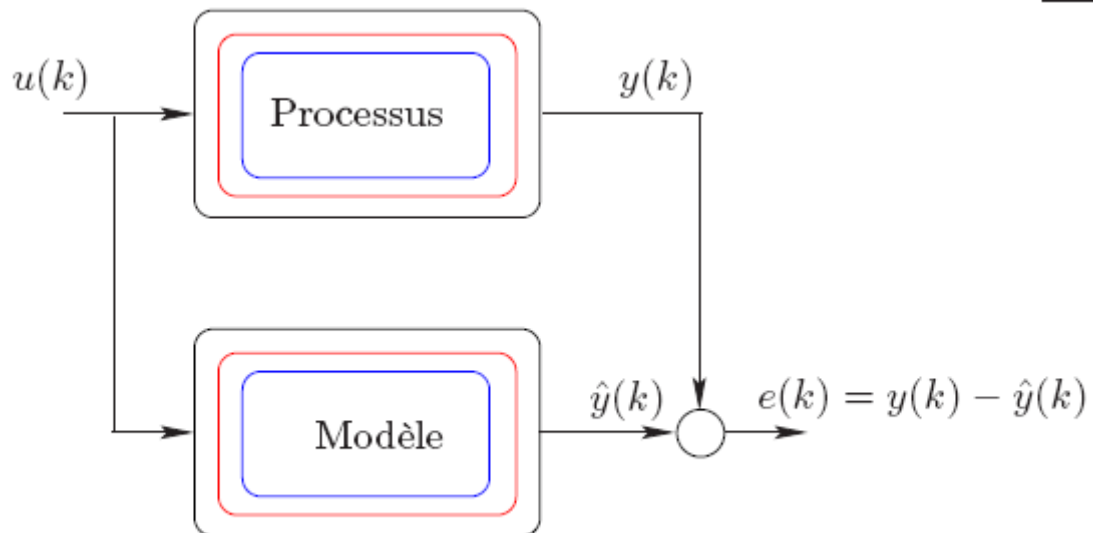 u(k)
Processus
y(k)
Modèle
ŷ(k)
e(k) = y(k) − ŷ(k)